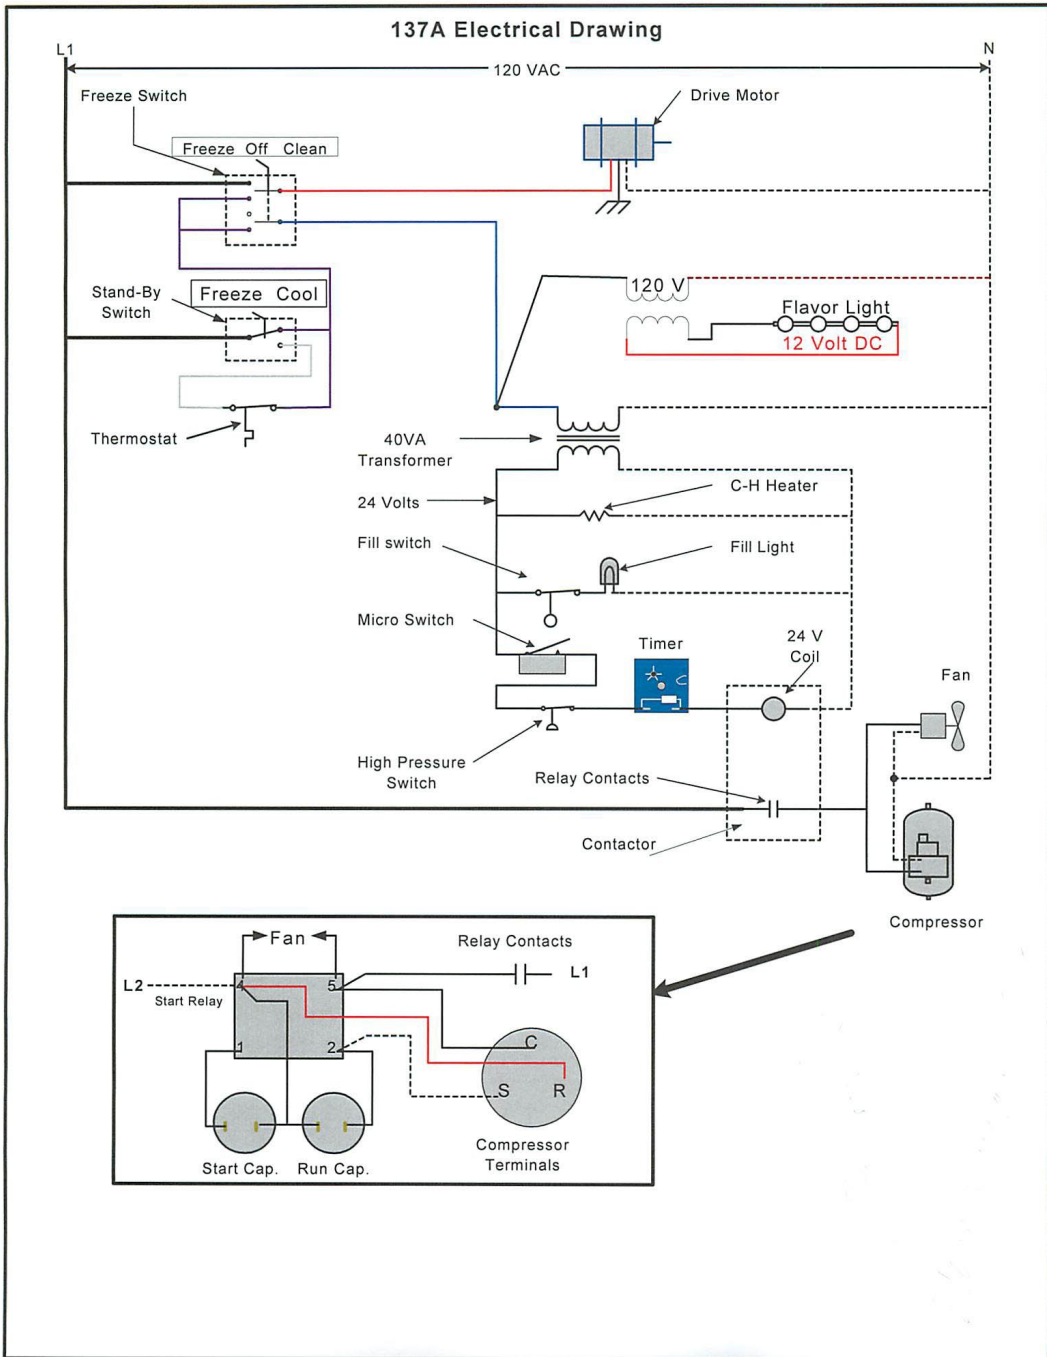 137A Electrical Drawing
L1
N
120 VAC
Freeze Switch
Drive Motor
Freeze Off Clean
120 V
Stand-By
Switch
Freeze Cool
Flavor Light
12 Volt DC
Thermostat
40VA
Transformer
C-H Heater
24 Volts
Fill switch
Fill Light
Micro Switch
Timer
24 V
Coil
Fan
High Pressure
Switch
Relay Contacts
Contactor
Compressor
Fan
Relay Contacts
L2
4
5
L1
Start Relay
1
2
C
S
R
Compressor
Terminals
Start Cap.
Run Cap.